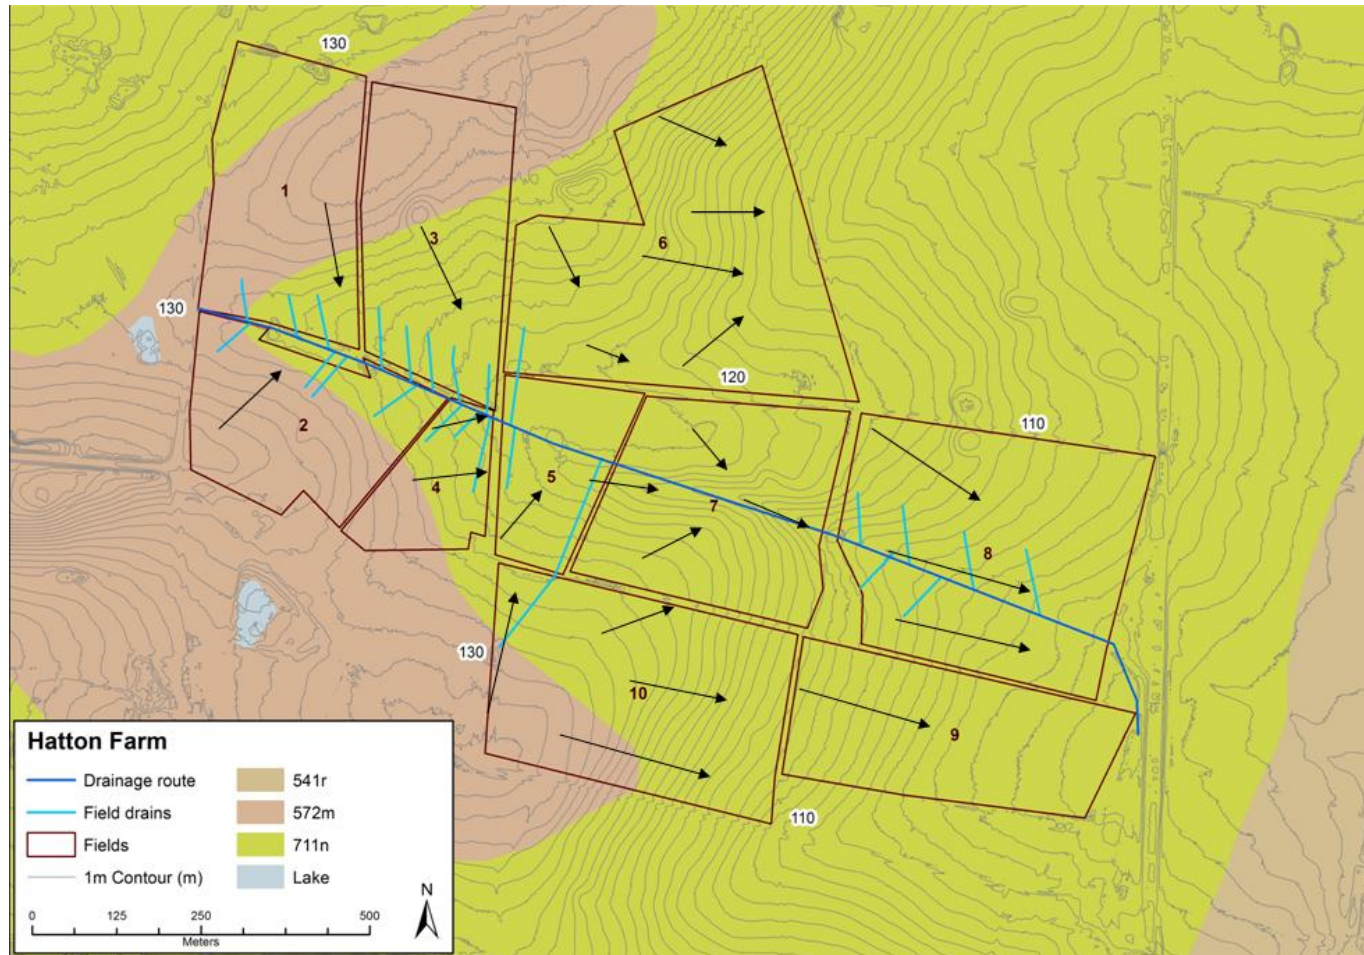 130
1
3
6
130
120
2
110
5
4
7
8
130
10
9
110
Hatton Farm
Drainage route
541r
Field drains
572m
Fields
711n
1m Contour (m)
Lake
N
0 125 250 500
Meters